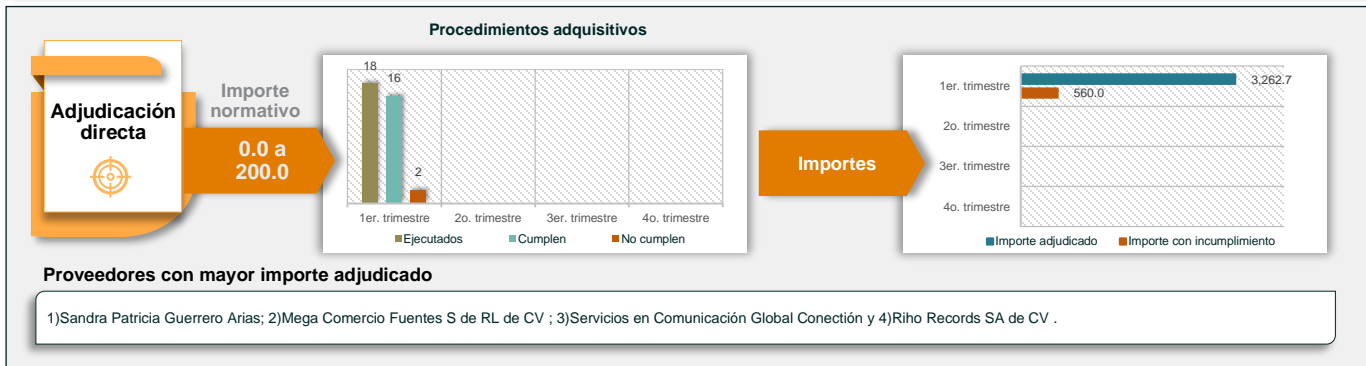 Procedimientos adquisitivos
Adjudicación
directa
Importe
normativo
0.0 a
200.0
18
16
2
1er. trimestre
2o. trimestre
3er. trimestre
4o. trimestre
Ejecutados
Cumplen
No cumplen
Importes
1er. trimestre
2o. trimestre
3er. trimestre
4o. trimestre
3,262.7
560.0
Importe adjudicado
Importe con incumplimiento
Proveedores con mayor importe adjudicado
1)Sandra Patricia Guerrero Arias; 2)Mega Comercio Fuentes S de RL de CV ; 3)Servicios en Comunicación Global Conectión y 4)Riho Records SA de CV .